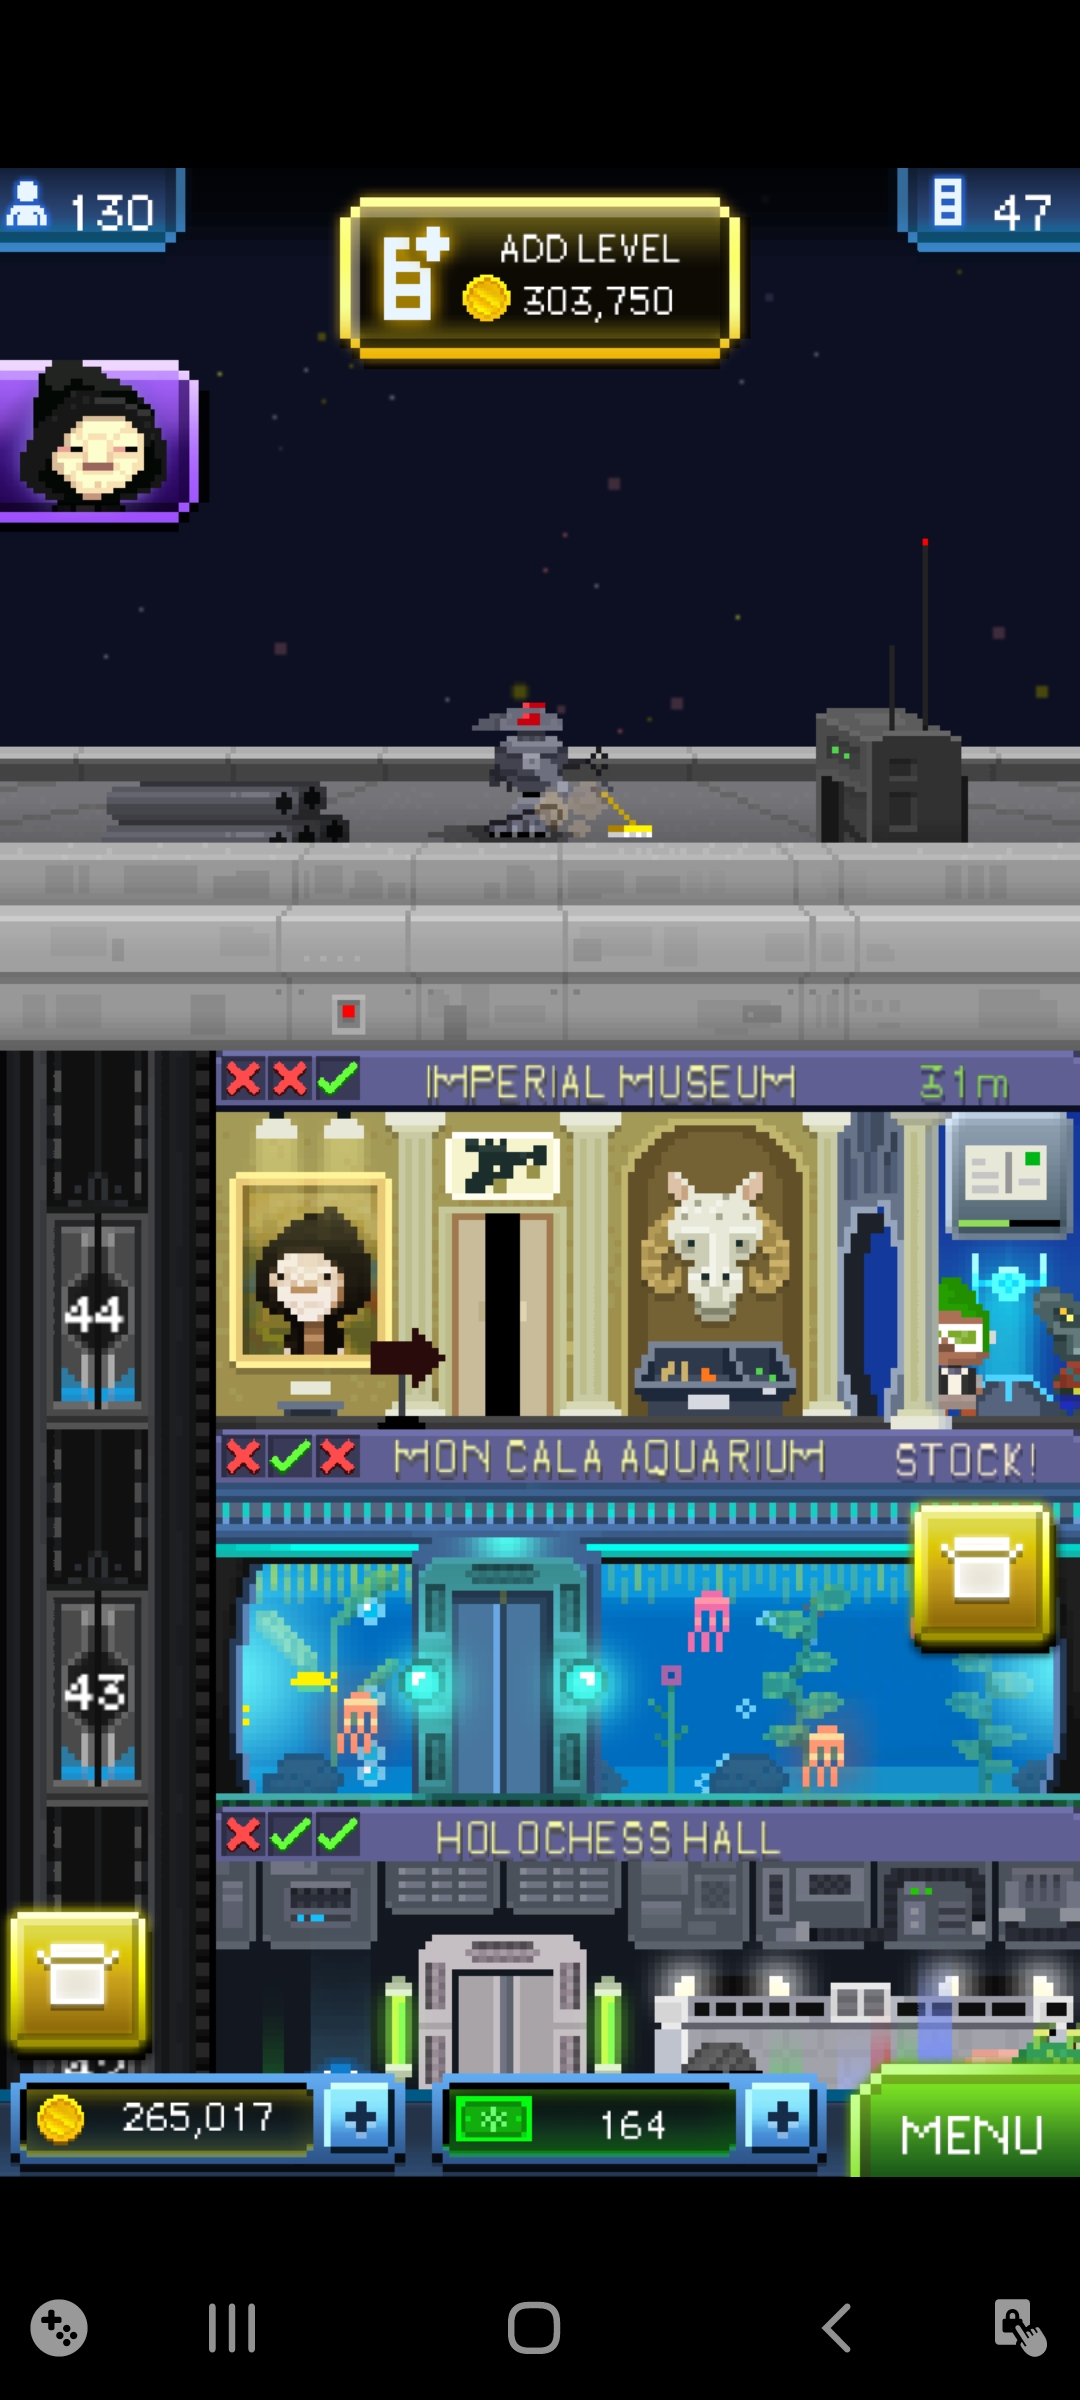 130
ADD LEVEL
303,750
47
IMPERIAL MUSEUM 31m
44
MON CALA AQUARIUM STOCK!
43
HOLOCHESS HALL
265,017
164
MENU